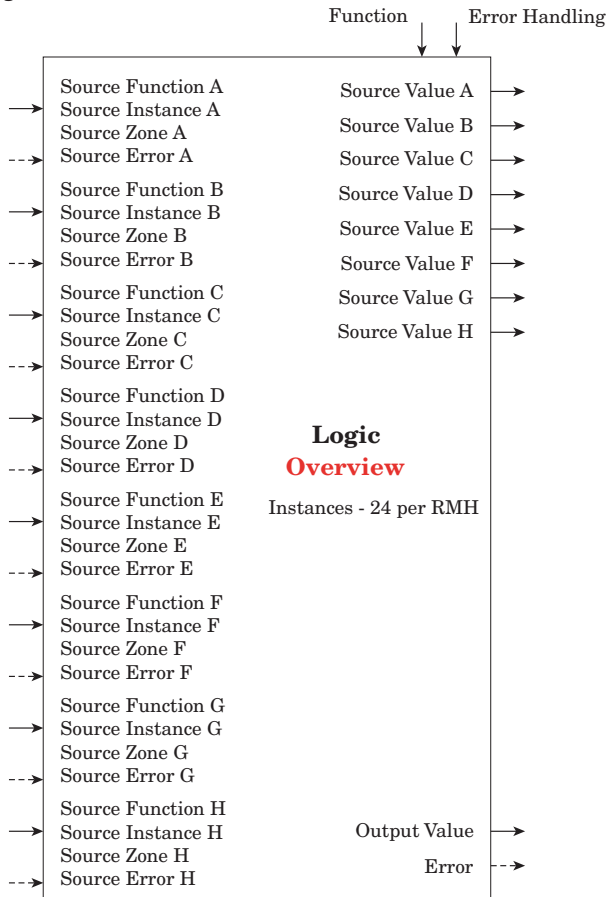 Function
Error Handling
Source Function A
Source Instance A
Source Zone A
Source Error A
Source Function B
Source Instance B
Source Zone B
Source Error B
Source Function C
Source Instance C
Source Zone C
Source Error C
Source Function D
Source Instance D
Source Zone D
Source Error D
Source Function E
Source Instance E
Source Zone E
Source Error E
Source Function F
Source Instance F
Source Zone F
Source Error F
Source Function G
Source Instance G
Source Zone G
Source Error G
Source Function H
Source Instance H
Source Zone H
Source Error H
Source Value A
Source Value B
Source Value C
Source Value D
Source Value E
Source Value F
Source Value G
Source Value H
Logic
Overview
Instances - 24 per RMH
Output Value
Error